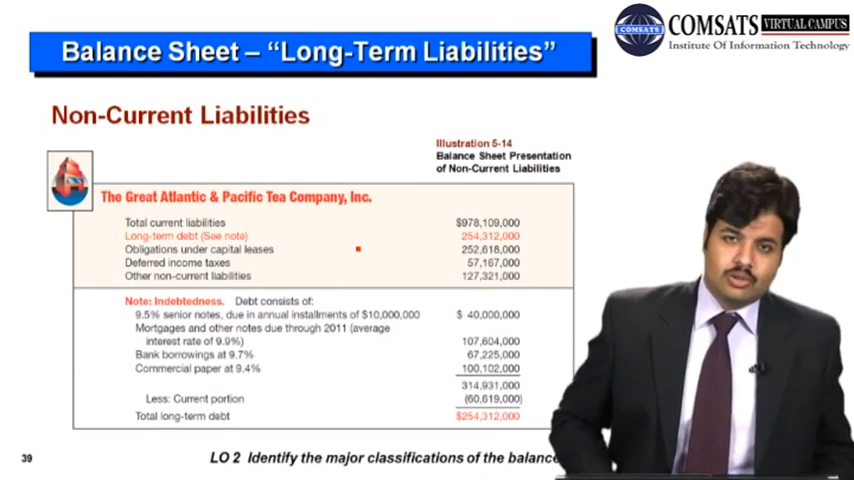 Balance Sheet – “Long-Term Liabilities”
COMSATS
COMSATS VIRTUAL CAMPUS
Institute Of Information Technology
Non-Current Liabilities
Illustration 5-14
Balance Sheet Presentation
of Non-Current Liabilities
The Great Atlantic & Pacific Tea Company, Inc.
Total current liabilities $978,109,000
Long-term debt (See note) 254,312,000
Obligations under capital leases 252,618,000
Deferred income taxes 57,167,000
Other non-current liabilities 127,321,000
Note: Indebtedness. Debt consists of:
9.5% senior notes, due in annual installments of $10,000,000 $ 40,000,000
Mortgages and other notes due through 2011 (average
interest rate of 9.9%) 107,604,000
Bank borrowings at 9.7% 67,225,000
Commercial paper at 9.4% 100,102,000
314,931,000
Less: Current portion (60,619,000)
Total long-term debt $254,312,000
39
LO 2 Identify the major classifications of the balance